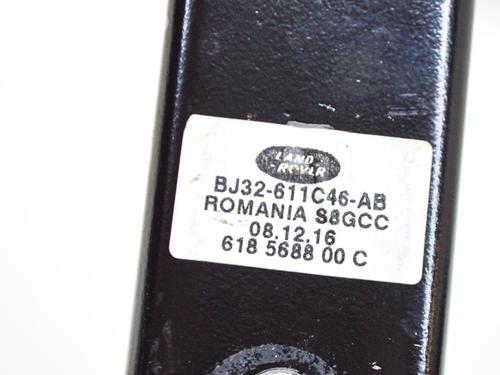 LAND
-ROVER
BJ32-611C46-AB
ROMANIA S8GCC
08.12.16
618 5688 00 C